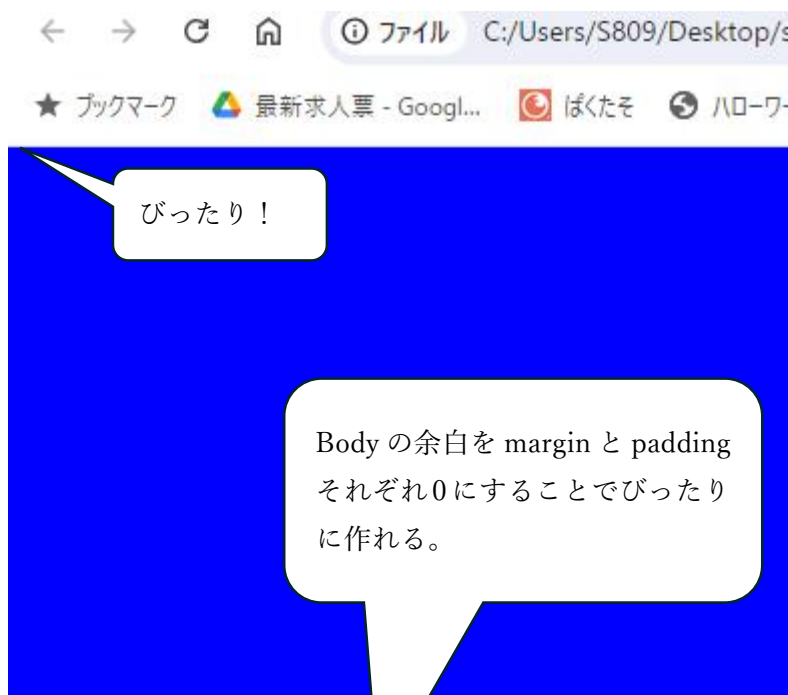 ファイル C:/Users/S809/Desktop/s
ブックマーク 最新求人票 - Googl... ぱくたそ ハローワー
びったり！
Body の余白を margin と padding
それぞれ0にすることでびったり
に作れる。